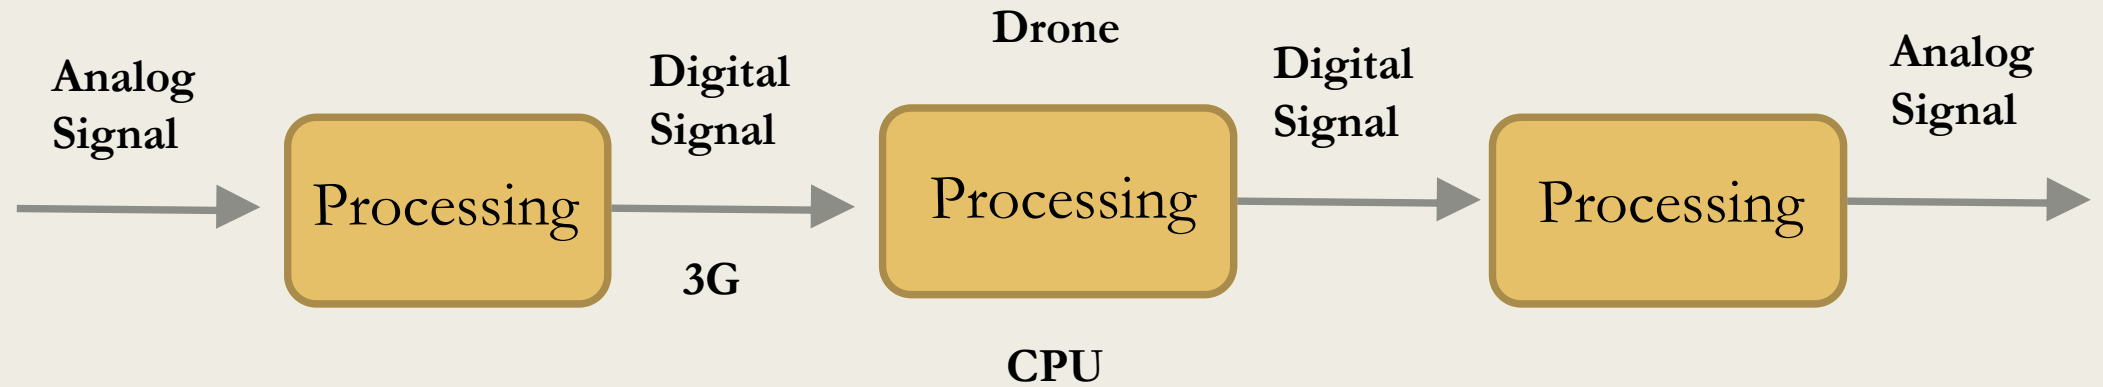 Analog
Signal
Processing
Digital
Signal
3G
Drone
Processing
CPU
Digital
Signal
Processing
Analog
Signal